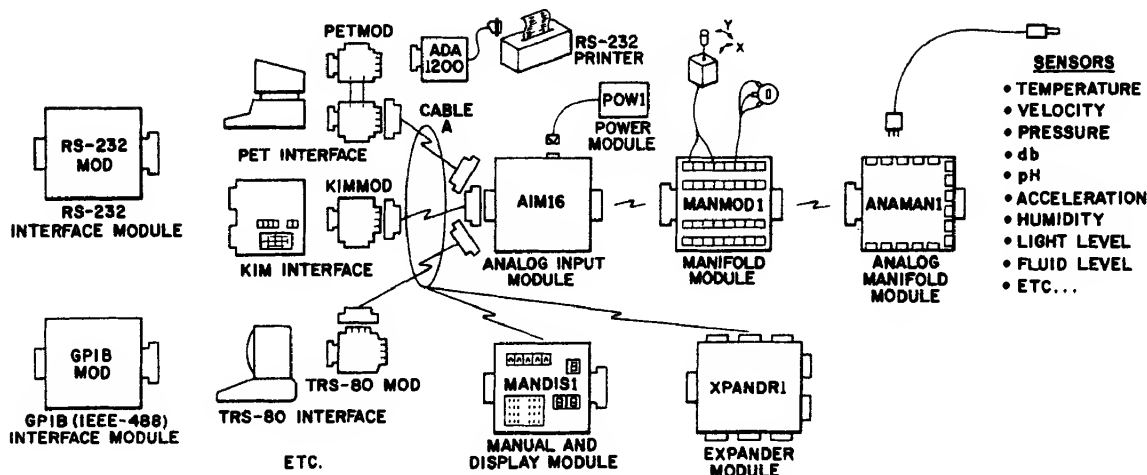 RS-232
MOD
RS-232
INTERFACE MODULE
GPIB
MOD
GPIB (IEEE-488)
INTERFACE MODULE
PETMOD
PET INTERFACE
KIMMOD
KIM INTERFACE
TRS-80 MOD
TRS-80 INTERFACE
ETC.
ADA
1200
RS-232
PRINTER
CABLE
A
POW1
POWER
MODULE
AIM16
ANALOG INPUT
MODULE
MANDIS1
MANUAL AND
DISPLAY MODULE
Y
X
MANMOD1
MANIFOLD
MODULE
XPANDR1
EXPANDER
MODULE
ANAMAN1
ANALOG
MANIFOLD
MODULE
SENSORS
• TEMPERATURE
• VELOCITY
• PRESSURE
• db
• pH
• ACCELERATION
• HUMIDITY
• LIGHT LEVEL
• FLUID LEVEL
• ETC...